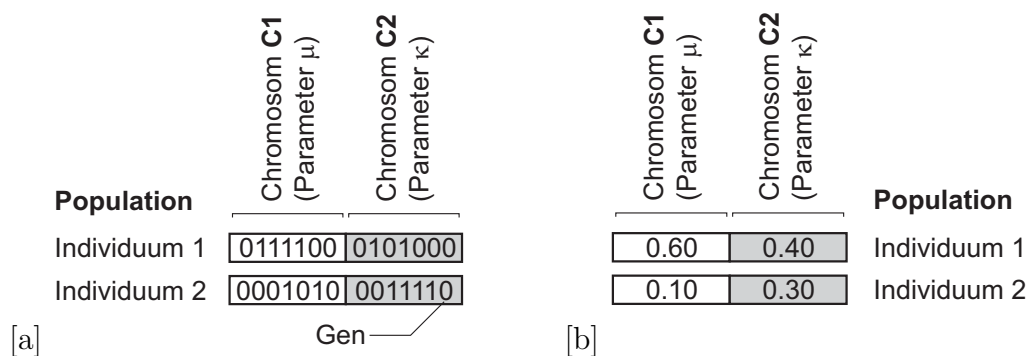 Chromosom C1
(Parameter μ)
Chromosom C2
(Parameter κ)
Population
Individuum 1 0111100 0101000
Individuum 2 0001010 0011110
Gen
[a]
Chromosom C1
(Parameter μ)
Chromosom C2
(Parameter κ)
Population
0.60 0.40 Individuum 1
0.10 0.30 Individuum 2
[b]